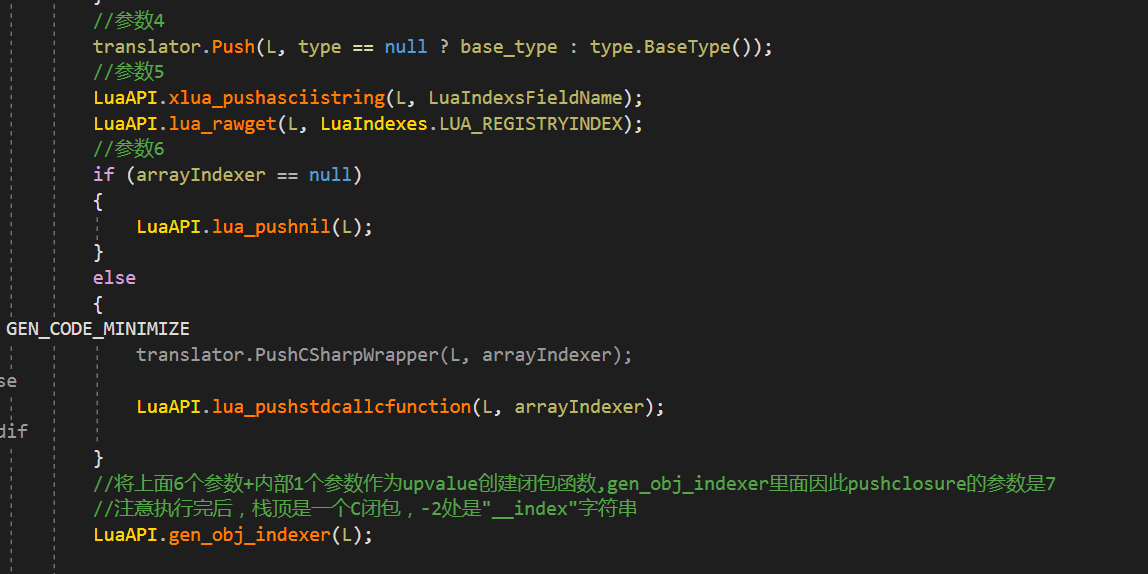 }
//参数4
translator.Push(L, type == null ? base_type : type.BaseType());
//参数5
LuaAPI.xlua_pushasciistring(L, LuaIndexsFieldName);
LuaAPI.lua_rawget(L, LuaIndexes.LUA_REGISTRYINDEX);
//参数6
if (arrayIndexer == null)
{
LuaAPI.lua_pushnil(L);
}
else
{
GEN_CODE_MINIMIZE
translator.PushCSharpWrapper(L, arrayIndexer);
se
LuaAPI.lua_pushstdcallcfunction(L, arrayIndexer);
dif
}
//将上面6个参数+内部1个参数作为upvalue创建闭包函数,gen_obj_indexer里面因此pushclosure的参数是7
//注意执行完后，栈顶是一个C闭包，-2处是"__index"字符串
LuaAPI.gen_obj_indexer(L);